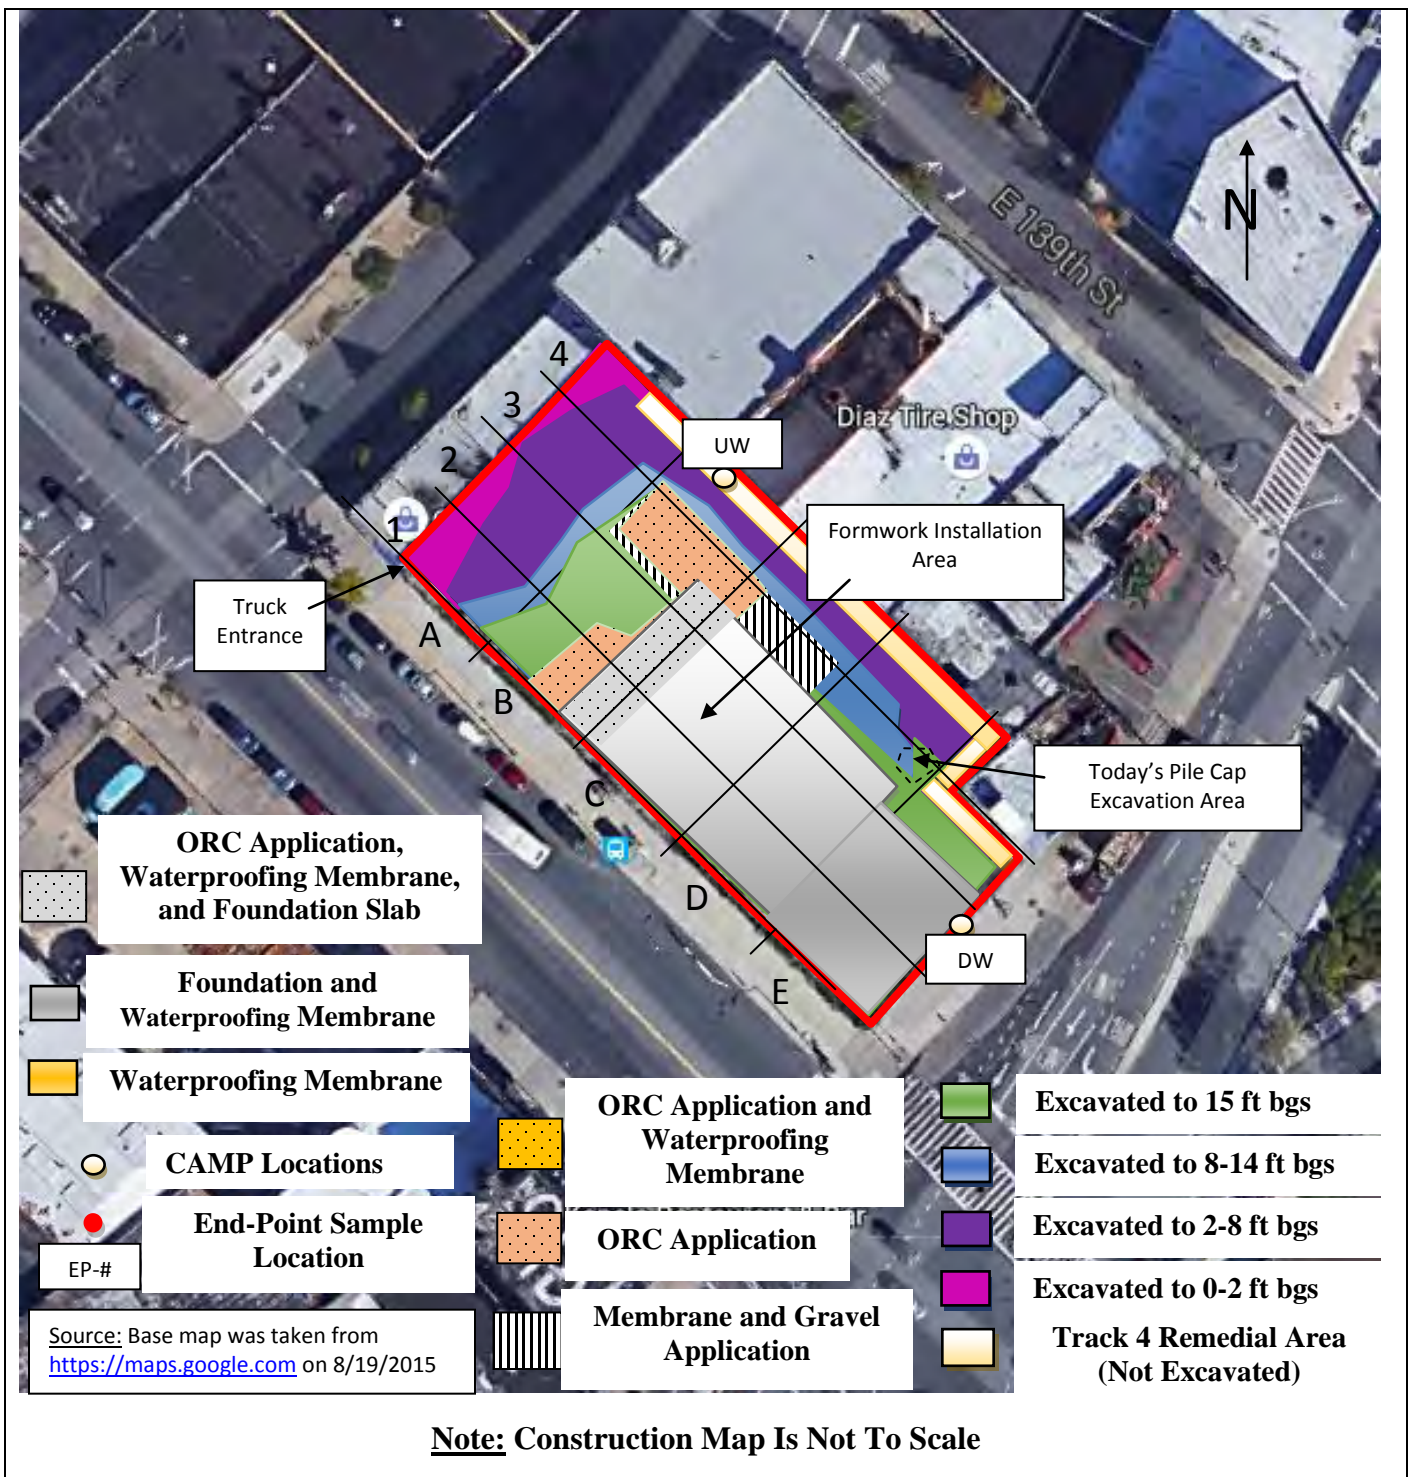 E 139th St
N
Diaz Tire Shop
4
3
2
1
UW
Formwork Installation
Area
Truck
Entrance
A
B
C
D
E
Today's Pile Cap
Excavation Area
DW
ORC Application,
Waterproofing Membrane,
and Foundation Slab
Foundation and
Waterproofing Membrane
Waterproofing Membrane
CAMP Locations
End-Point Sample
Location
EP-#
Source: Base map was taken from
https://maps.google.com on 8/19/2015
ORC Application and
Waterproofing
Membrane
ORC Application
Membrane and Gravel
Application
Excavated to 15 ft bgs
Excavated to 8-14 ft bgs
Excavated to 2-8 ft bgs
Excavated to 0-2 ft bgs
Track 4 Remedial Area
(Not Excavated)
Note: Construction Map Is Not To Scale